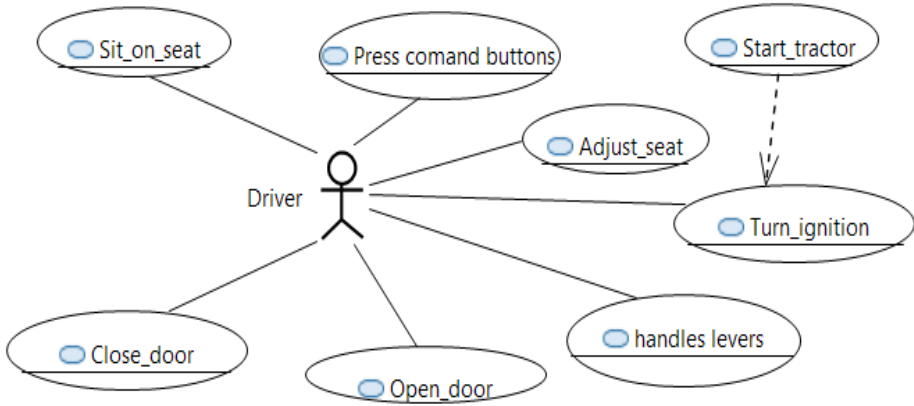 Sit_on_seat
Press comand buttons
Start_tractor
Adjust_seat
Driver
Turn_ignition
handles levers
Close_door
Open_door